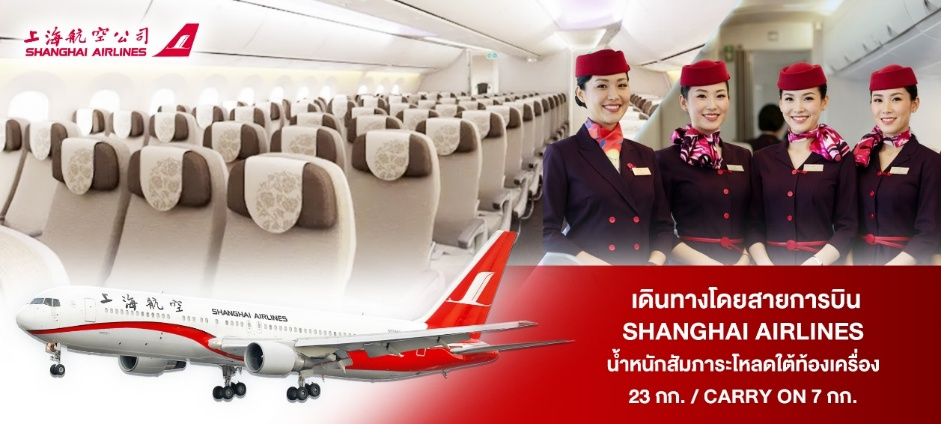 上海航空公司
SHANGHAI AIRLINES
上海航空
SHANGHAI AIRLINES
เดินทางโดยสายการบิน
SHANGHAI AIRLINES
น้ำหนักสัมภาระโหลดใต้ท้องเครื่อง
23 กก. / CARRY ON 7 กก.